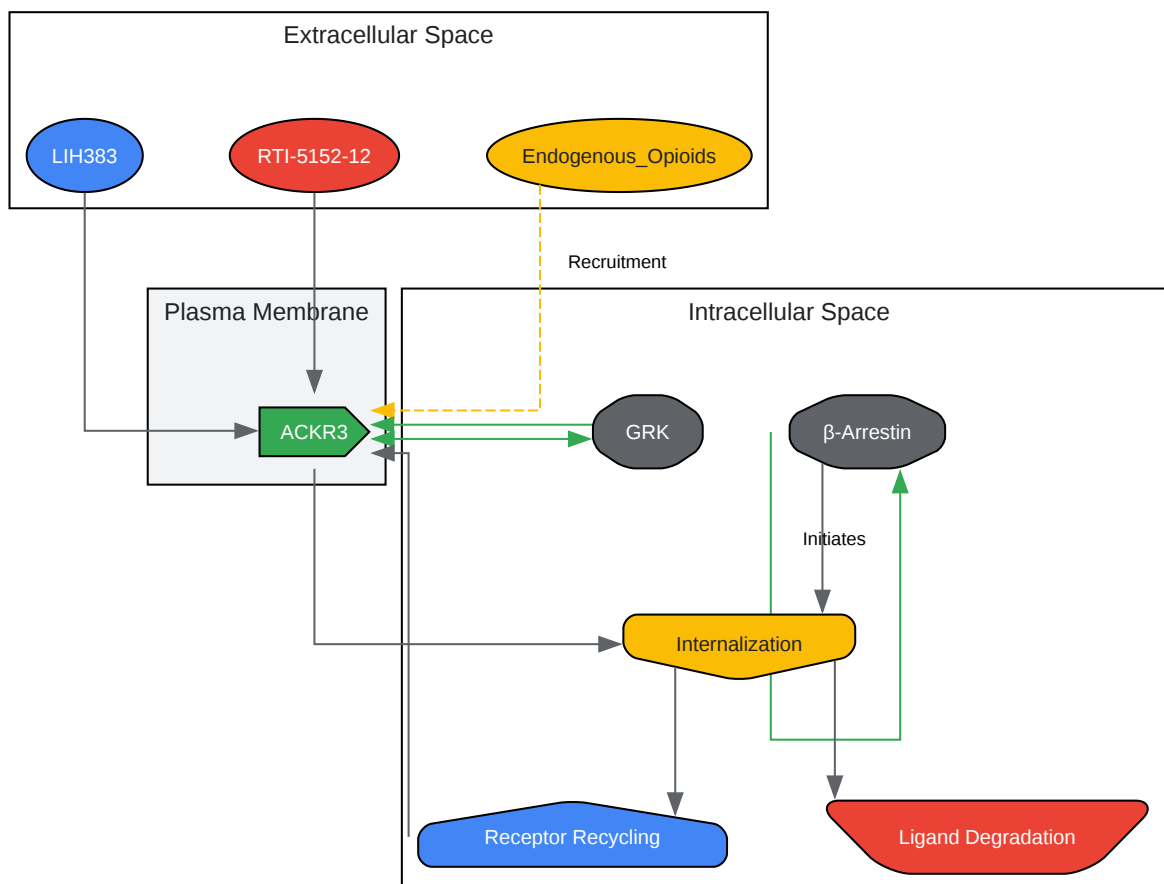 Extracellular Space
LIH383
RTI-5152-12
Endogenous_Opioids
Recruitment
Plasma Membrane
Intracellular Space
ACKR3
GRK
β-Arrestin
Initiates
Internalization
Receptor Recycling
Ligand Degradation